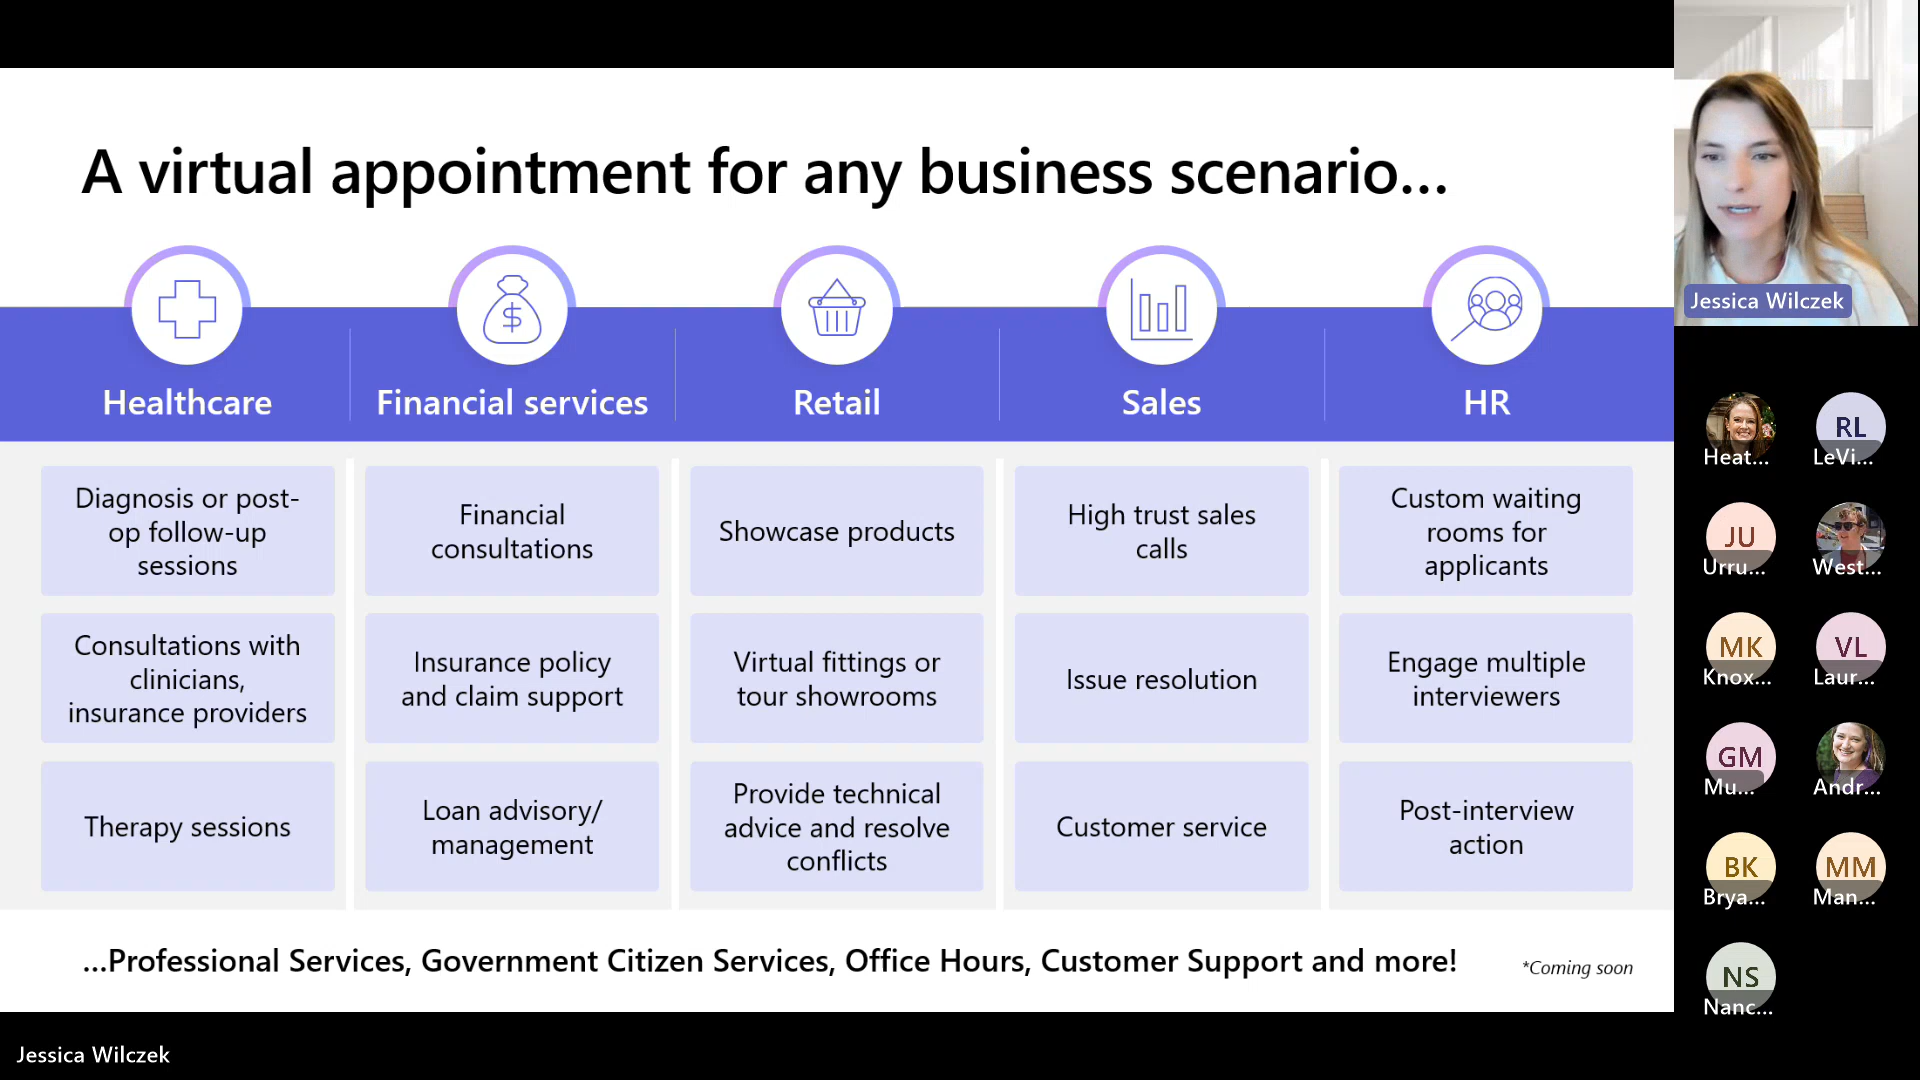 A virtual appointment for any business scenario...
Healthcare
Financial services
Retail
Sales
HR
Diagnosis or post-
op follow-up
sessions
Financial
consultations
Showcase products
High trust sales
calls
Custom waiting
rooms for
applicants
Consultations with
clinicians,
insurance providers
Insurance policy
and claim support
Virtual fittings or
tour showrooms
Issue resolution
Engage multiple
interviewers
Therapy sessions
Loan advisory/
management
Provide technical
advice and resolve
conflicts
Customer service
Post-interview
action
...Professional Services, Government Citizen Services, Office Hours, Customer Support and more!
*Coming soon
Jessica Wilczek
Heat...
RL
LeVi...
JU
Urru...
West...
MK
Knox...
VL
Laur...
GM
Mu...
Andr...
BK
Brya...
MM
Man...
NS
Nanc...
Jessica Wilczek